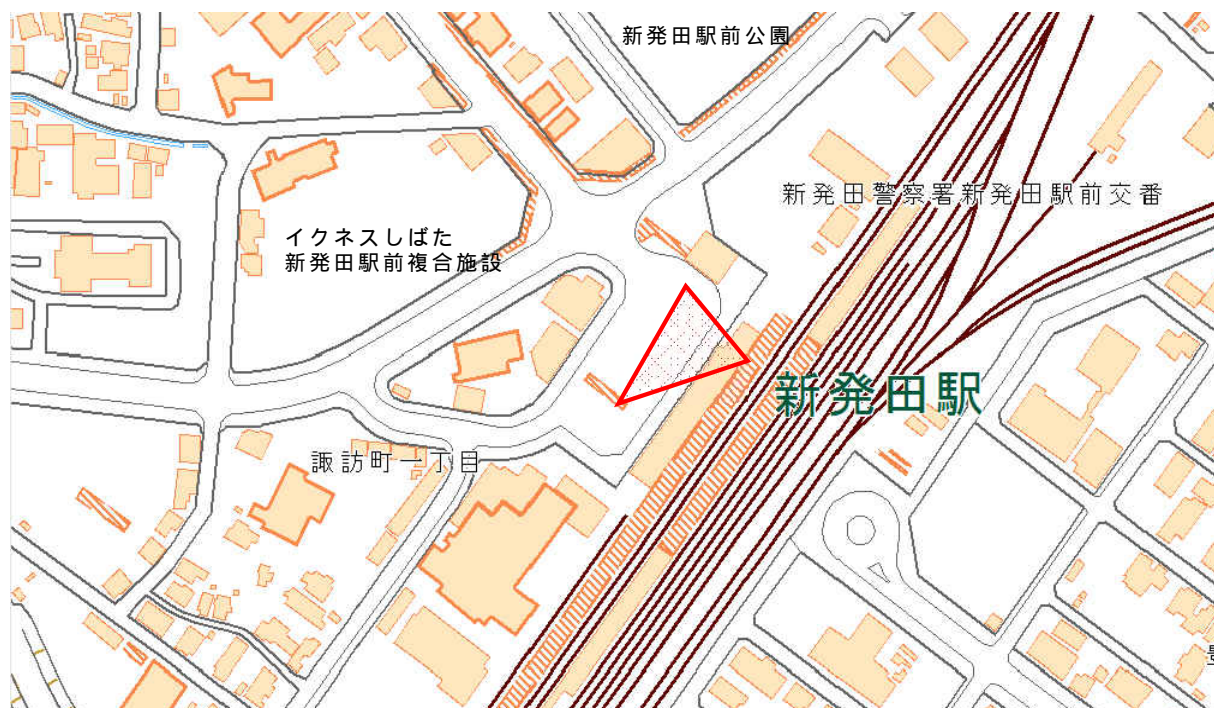 新発田駅前公園
新発田警察署新発田駅前交番
イクネスしばた
新発田駅前複合施設
新発田駅
諏訪町一丁目